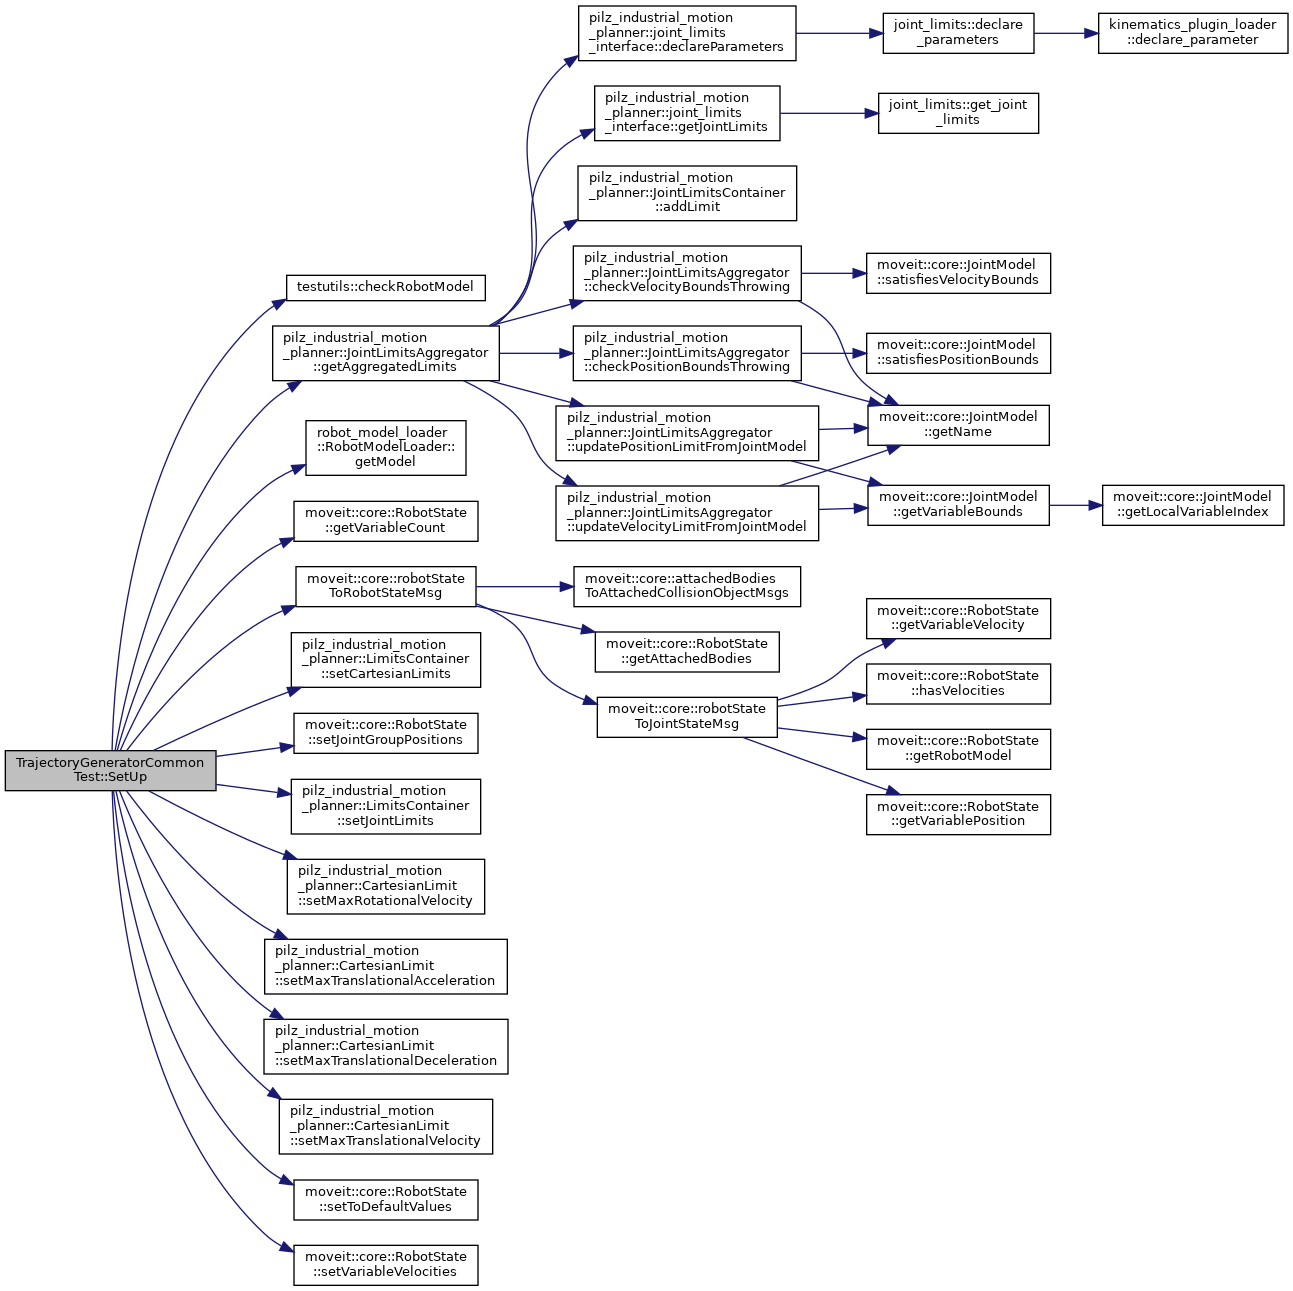 TrajectoryGeneratorCommon
Test::SetUp
testutils::checkRobotModel
pilz_industrial_motion
_planner::JointLimitsAggregator
::getAggregatedLimits
robot_model_loader
::RobotModelLoader::
getModel
moveit::core::RobotState
::getVariableCount
moveit::core::robotState
ToRobotStateMsg
pilz_industrial_motion
_planner::LimitsContainer
::setCartesianLimits
moveit::core::RobotState
::setJointGroupPositions
pilz_industrial_motion
_planner::LimitsContainer
::setJointLimits
pilz_industrial_motion
_planner::CartesianLimit
::setMaxRotationalVelocity
pilz_industrial_motion
_planner::CartesianLimit
::setMaxTranslationalAcceleration
pilz_industrial_motion
_planner::CartesianLimit
::setMaxTranslationalDeceleration
pilz_industrial_motion
_planner::CartesianLimit
::setMaxTranslationalVelocity
moveit::core::RobotState
::setToDefaultValues
moveit::core::RobotState
::setVariableVelocities
pilz_industrial_motion
_planner::joint_limits
_interface::declareParameters
pilz_industrial_motion
_planner::joint_limits
_interface::getJointLimits
pilz_industrial_motion
_planner::JointLimitsContainer
::addLimit
pilz_industrial_motion
_planner::JointLimitsAggregator
::checkVelocityBoundsThrowing
pilz_industrial_motion
_planner::JointLimitsAggregator
::checkPositionBoundsThrowing
pilz_industrial_motion
_planner::JointLimitsAggregator
::updatePositionLimitFromJointModel
pilz_industrial_motion
_planner::JointLimitsAggregator
::updateVelocityLimitFromJointModel
moveit::core::attachedBodies
ToAttachedCollisionObjectMsgs
moveit::core::RobotState
::getAttachedBodies
moveit::core::robotState
ToJointStateMsg
joint_limits::declare
_parameters
joint_limits::get_joint
_limits
moveit::core::JointModel
::satisfiesVelocityBounds
moveit::core::JointModel
::satisfiesPositionBounds
moveit::core::JointModel
::getName
moveit::core::JointModel
::getVariableBounds
moveit::core::RobotState
::getVariableVelocity
moveit::core::RobotState
::hasVelocities
moveit::core::RobotState
::getRobotModel
moveit::core::RobotState
::getVariablePosition
kinematics_plugin_loader
::declare_parameter
moveit::core::JointModel
::getLocalVariableIndex